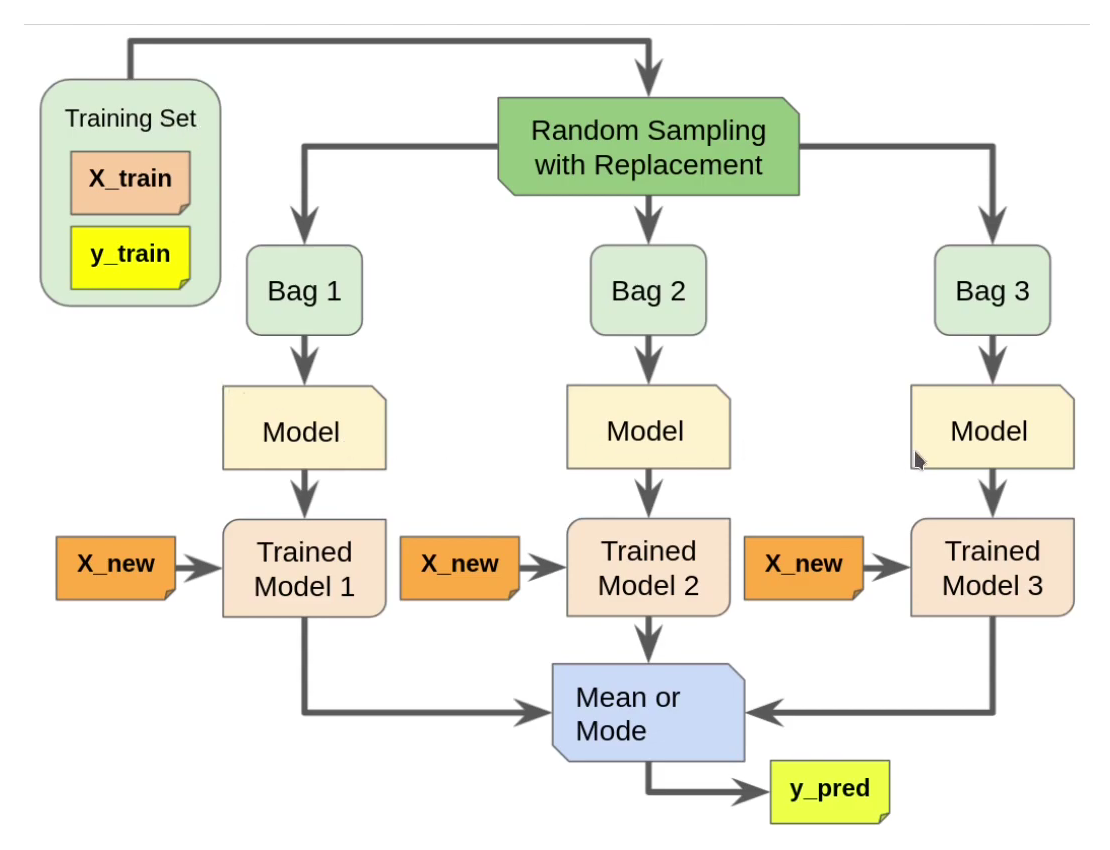 Training Set
X_train
y_train
Random Sampling
with Replacement
Bag 1
Bag 2
Bag 3
Model
Model
Model
X_new
Trained
Model 1
X_new
Trained
Model 2
X_new
Trained
Model 3
Mean or
Mode
y_pred